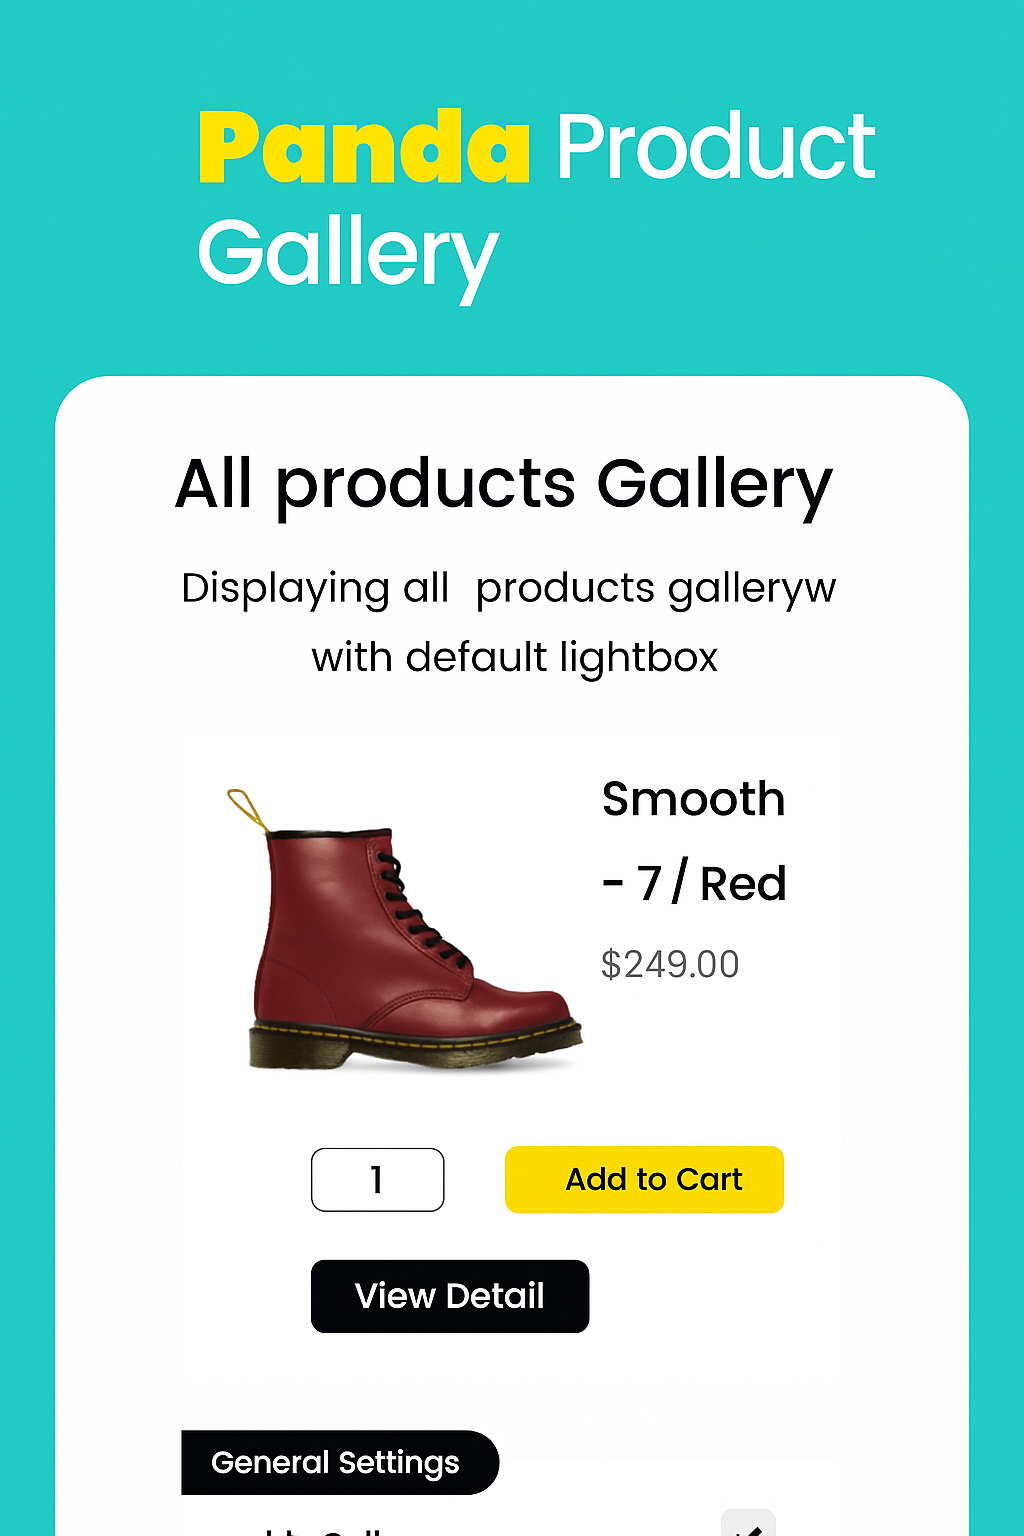 Panda Product
Gallery
All products Gallery
Displaying all products galleryw
with default lightbox
Smooth
- 7 / Red
$249.00
1
Add to Cart
View Detail
General Settings